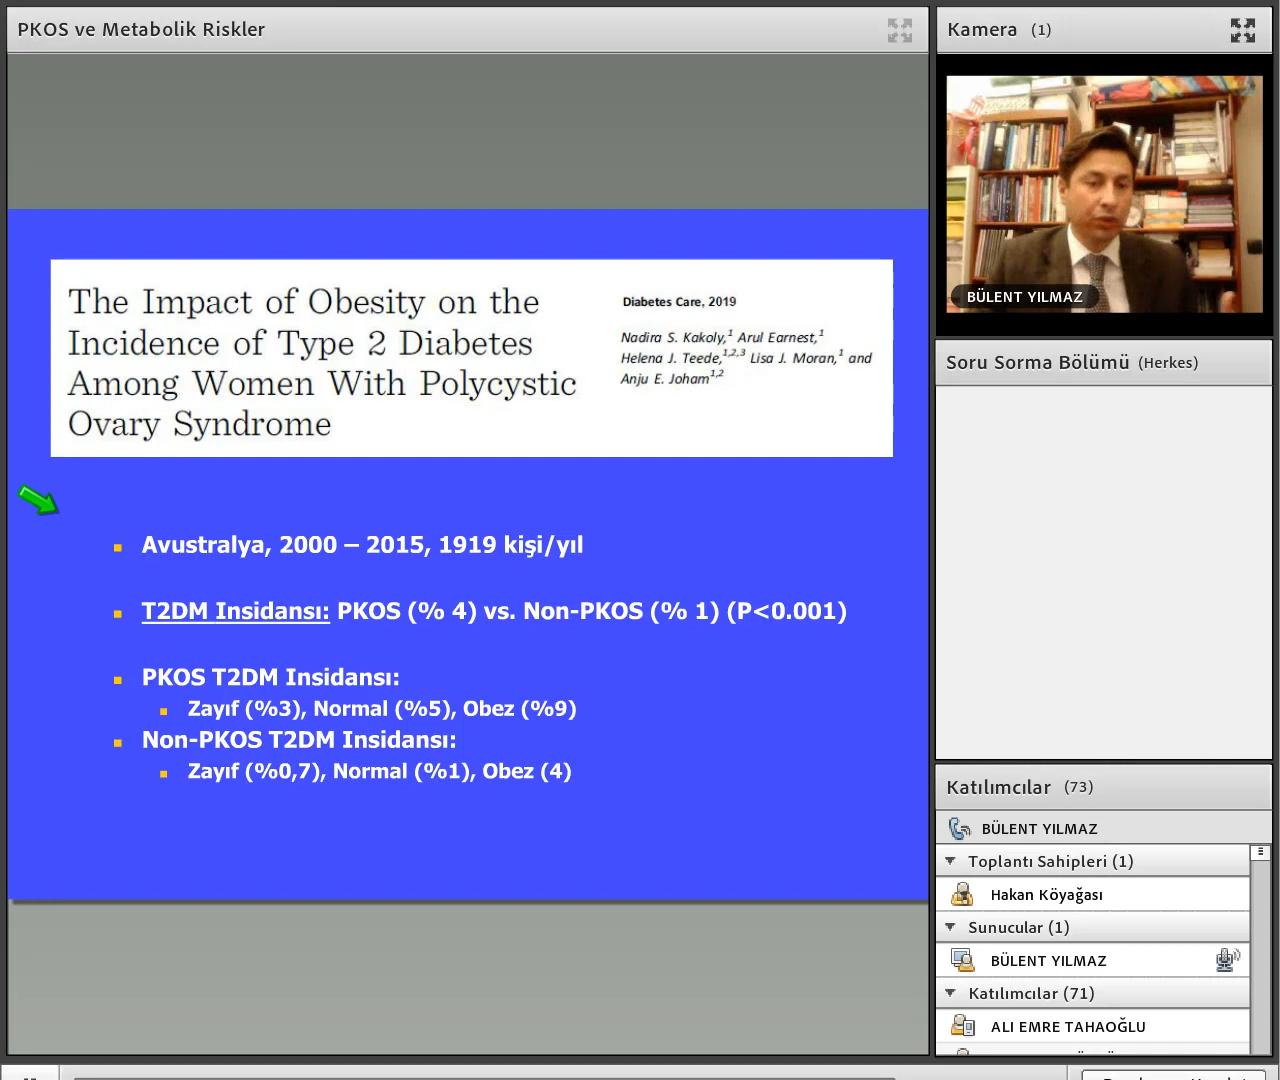 PKOS ve Metabolik Riskler
The Impact of Obesity on the
Incidence of Type 2 Diabetes
Among Women With Polycystic
Ovary Syndrome
Diabetes Care, 2019
Nadira S. Kakoly,1 Arul Earnest,1
Helena J. Teede,1,2,3 Lisa J. Moran,1 and
Anju E. Joham1,2
Avustralya, 2000 – 2015, 1919 kişi/yıl
T2DM Insidansı: PKOS (% 4) vs. Non-PKOS (% 1) (P<0.001)
PKOS T2DM Insidansı:
Zayıf (%3), Normal (%5), Obez (%9)
Non-PKOS T2DM Insidansı:
Zayıf (%0,7), Normal (%1), Obez (4)
Kamera (1)
BÜLENT YILMAZ
Soru Sorma Bölümü (Herkes)
Katılımcılar (73)
BÜLENT YILMAZ
Toplantı Sahipleri (1)
Hakan Köyağası
Sunucular (1)
BÜLENT YILMAZ
Katılımcılar (71)
ALI EMRE TAHAOĞLU